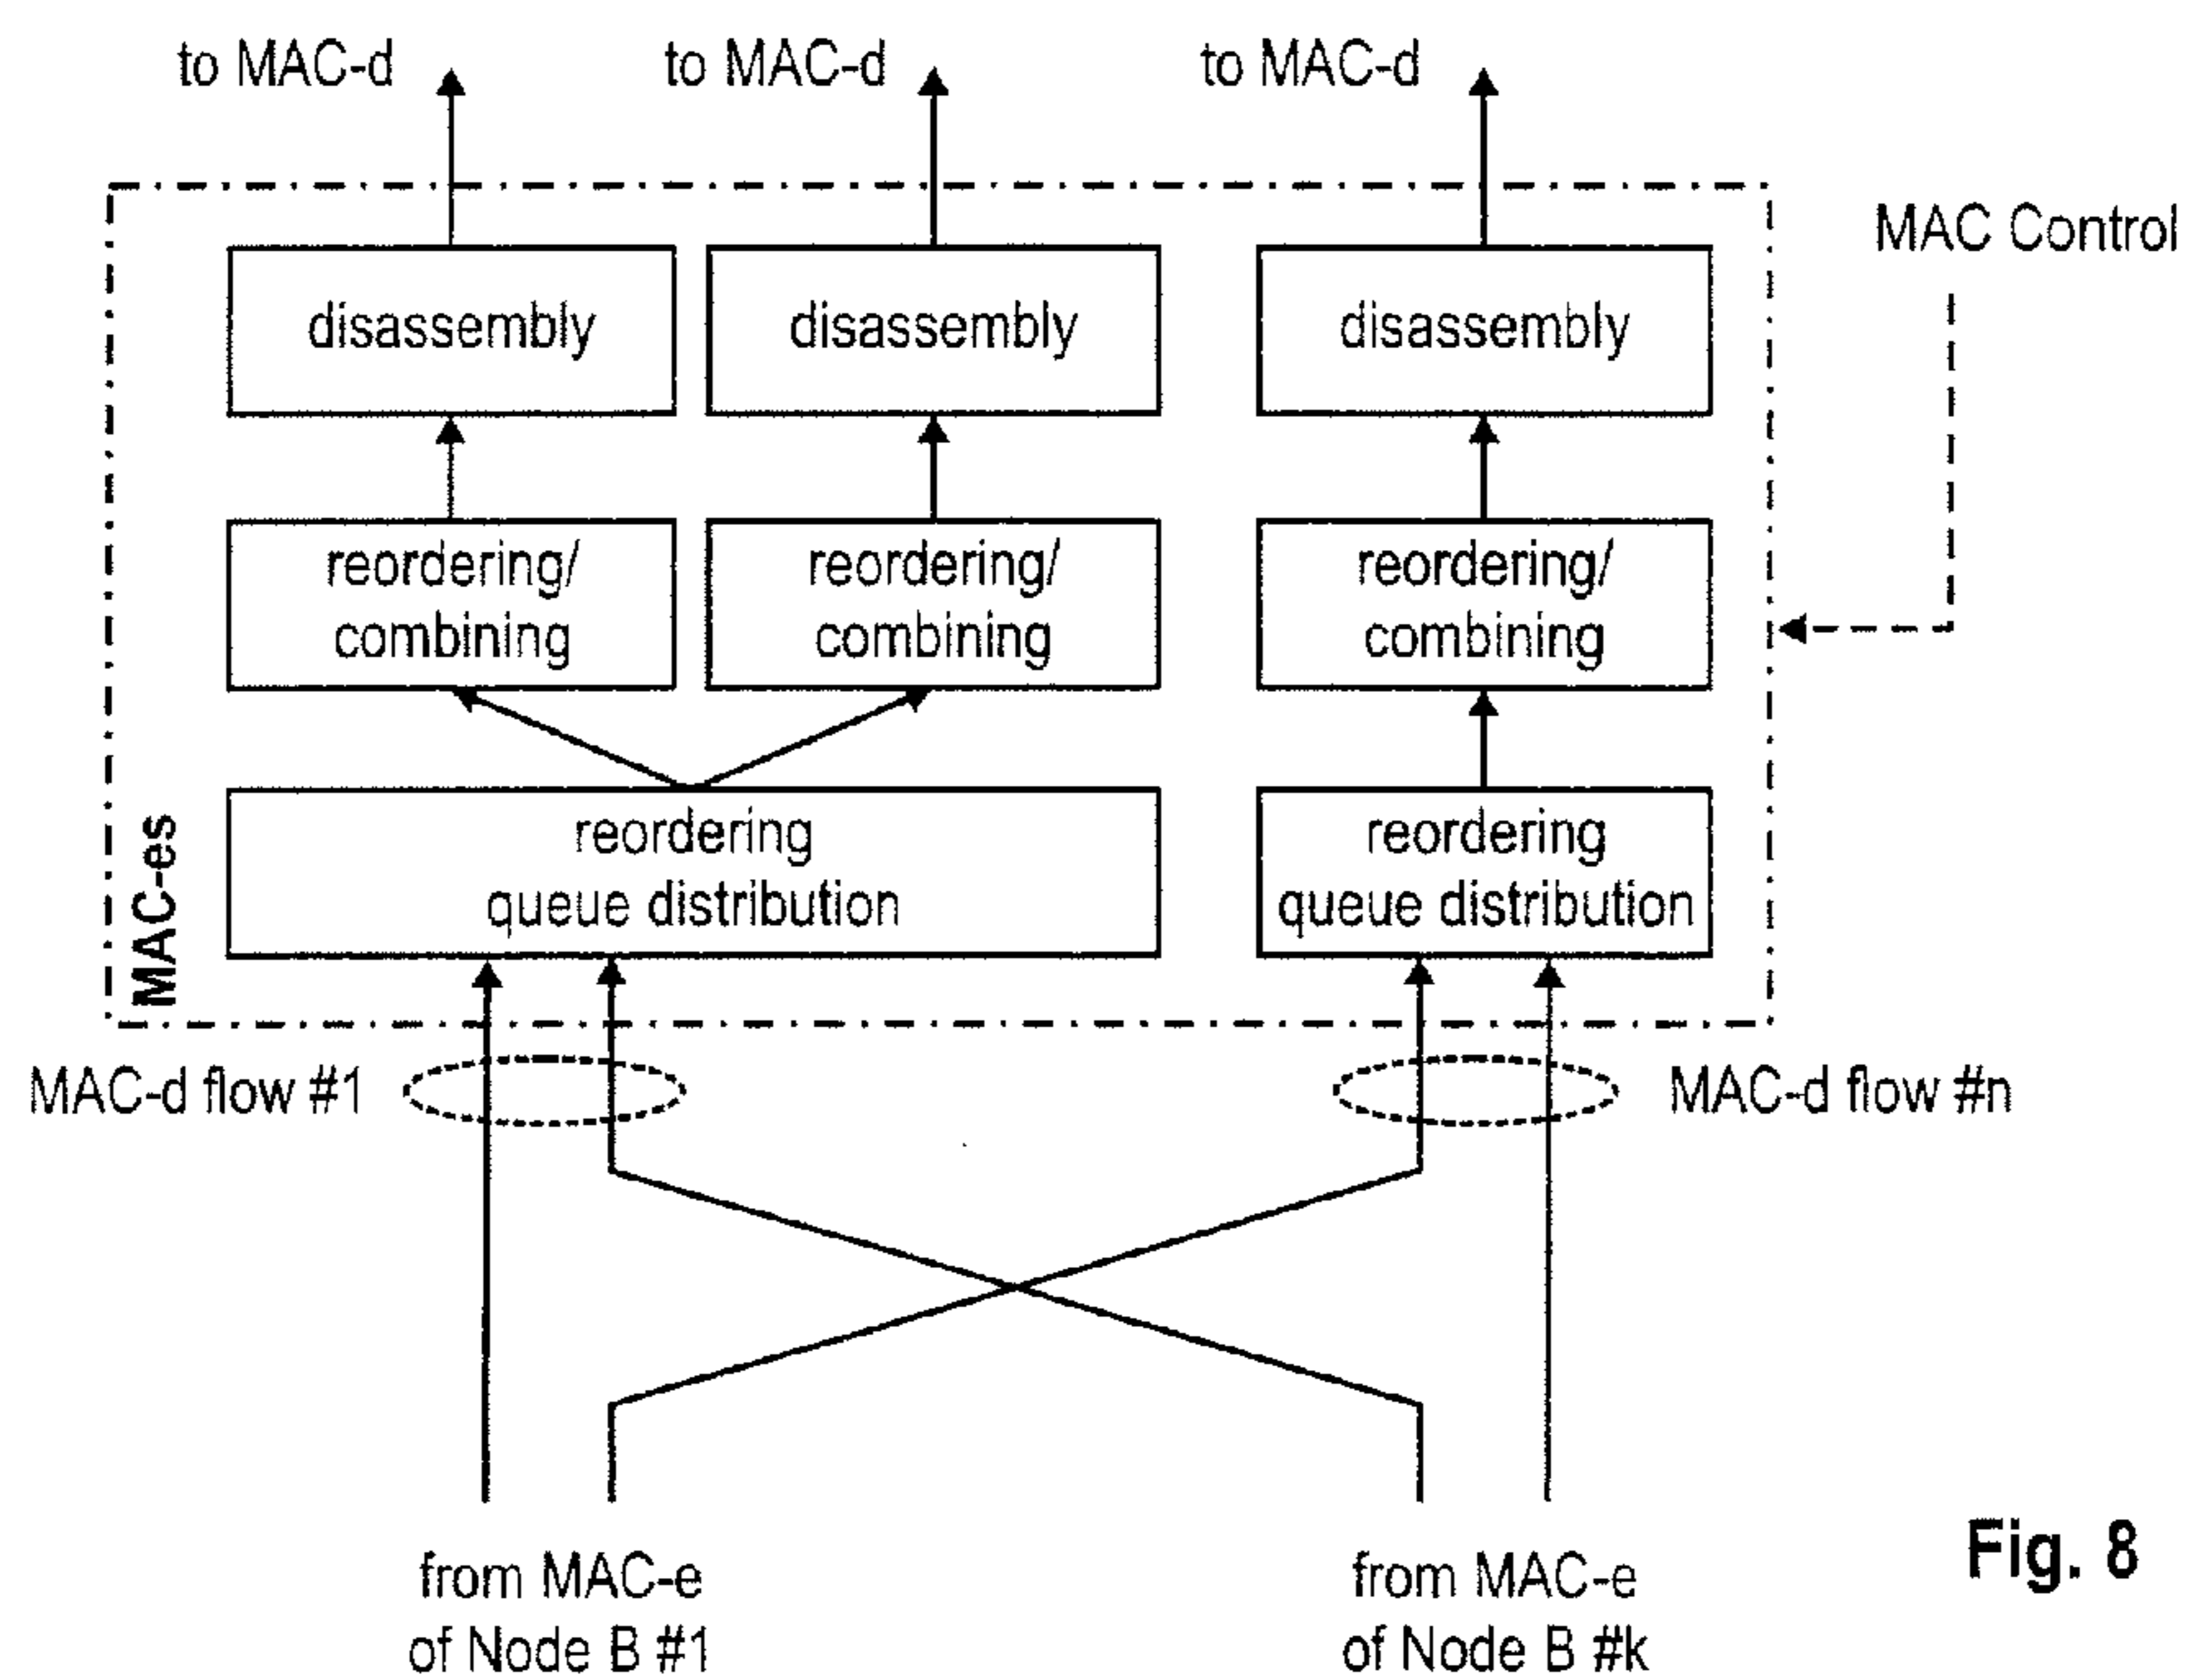 to MAC-d
to MAC-d
to MAC-d
MAC Control
disassembly
disassembly
disassembly
reordering/
combining
reordering/
combining
reordering/
combining
reordering
queue distribution
reordering
queue distribution
MAC-es
MAC-d flow #1
MAC-d flow #n
from MAC-e
of Node B #1
from MAC-e
of Node B #k
Fig. 8